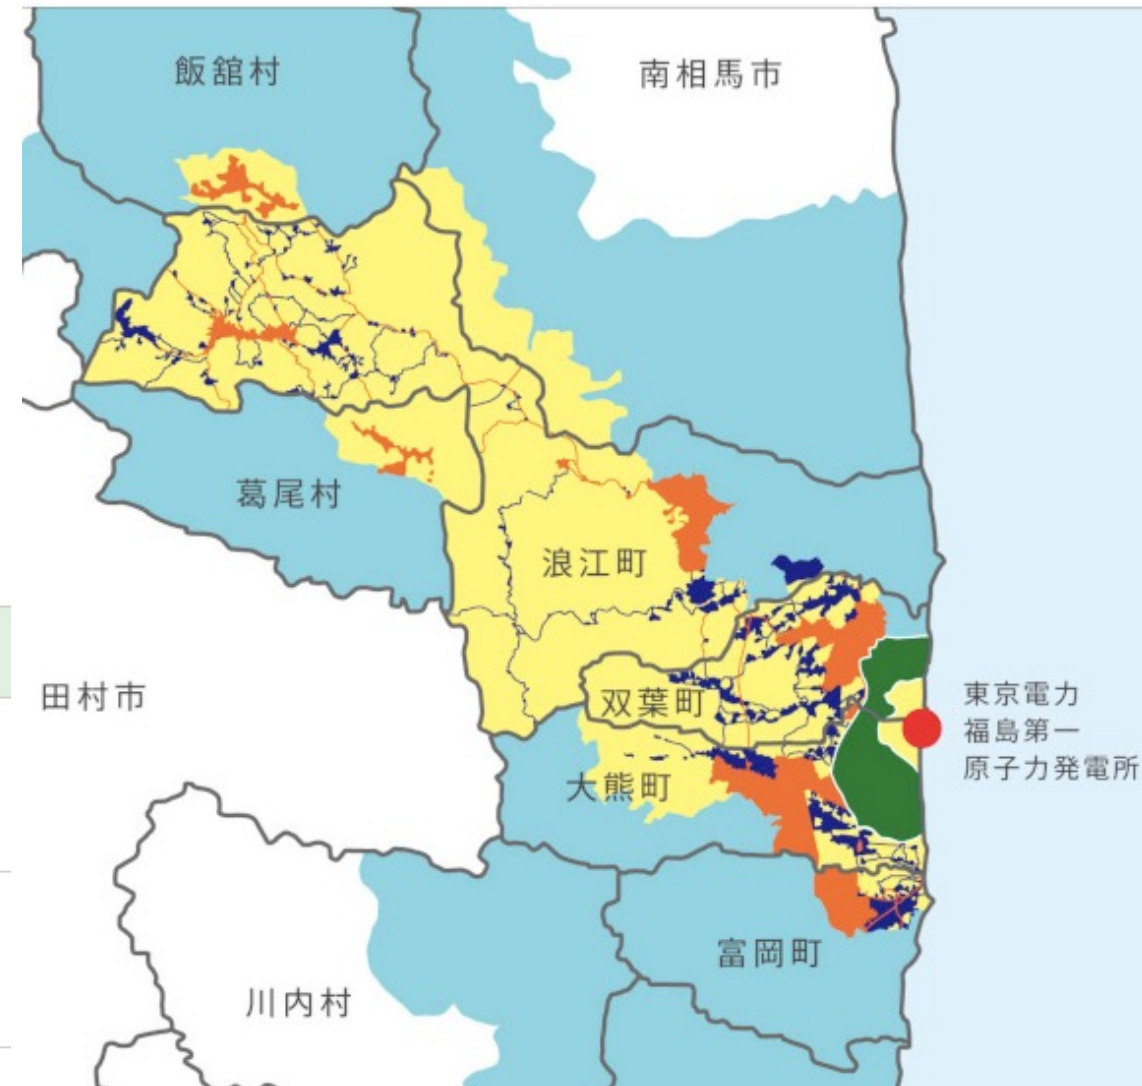 飯舘村
南相馬市
葛尾村
浪江町
田村市
双葉町
東京電力
福島第一
原子力発電所
大熊町
富岡町
川内村